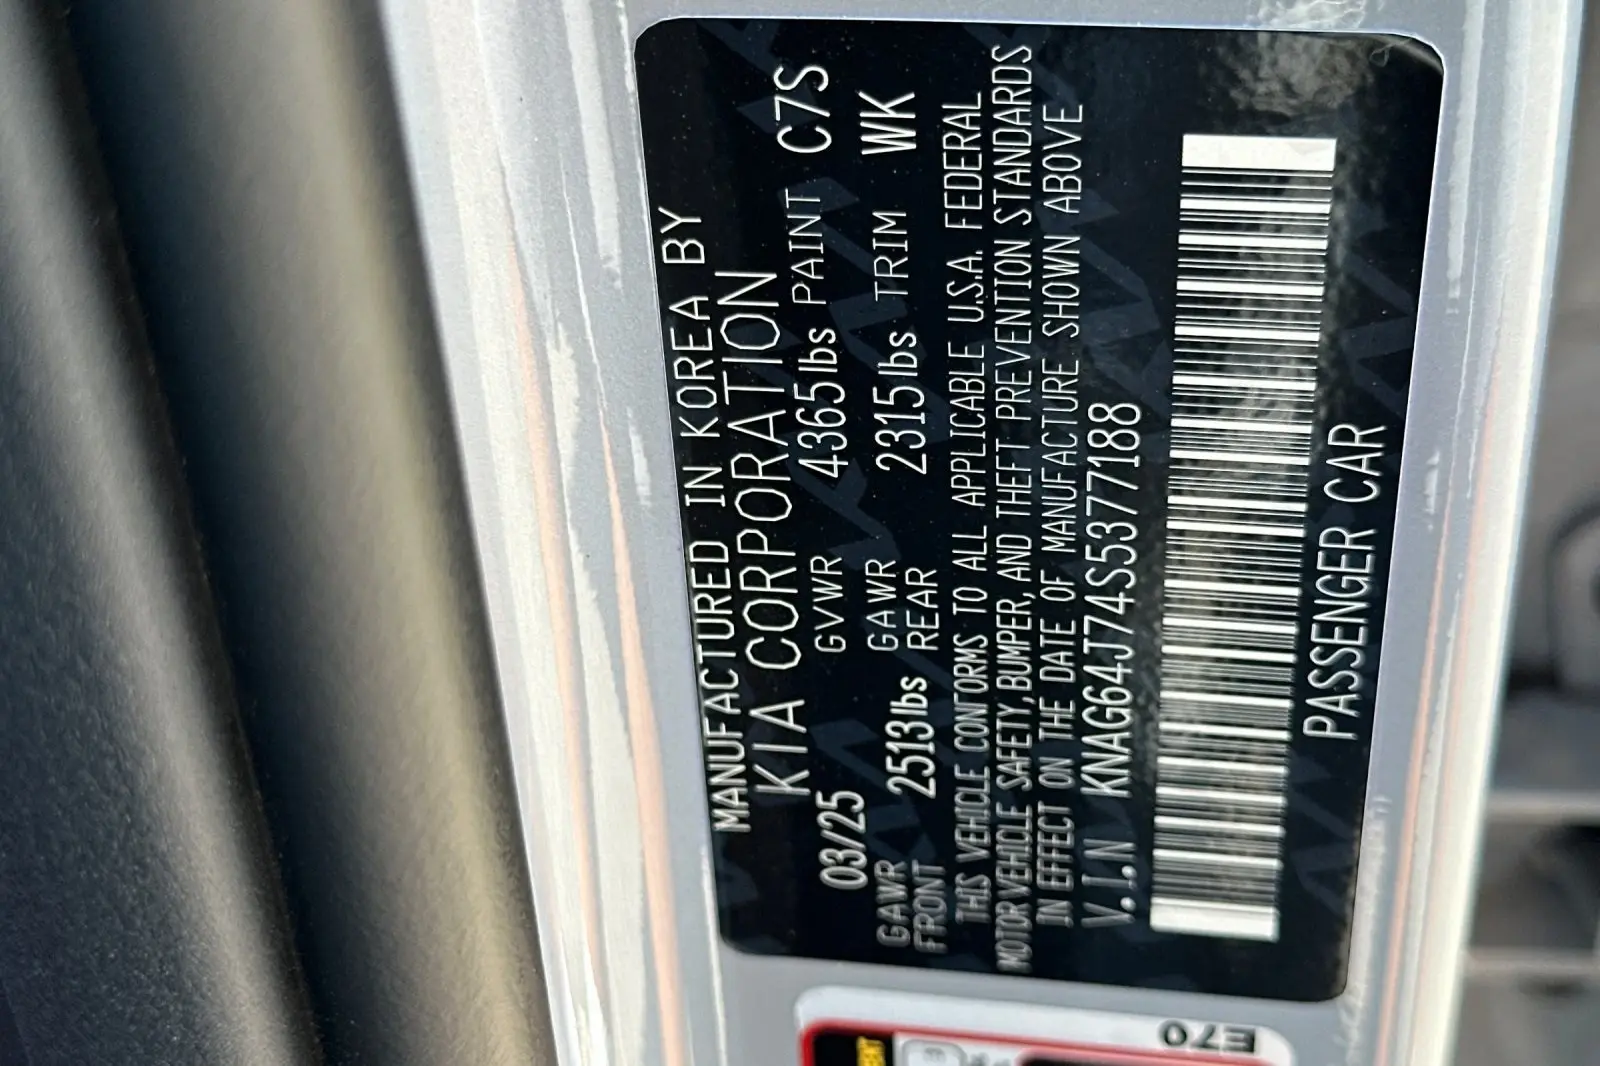 MANUFACTURED IN KOREA BY
KIA CORPORATION
03/25 GVWR 4365lbs PAINT C7S
GAWR FRONT 2513lbs GAWR REAR 2315lbs TRIM WK
THIS VEHICLE CONFORMS TO ALL APPLICABLE U.S.A. FEDERAL
MOTOR VEHICLE SAFETY, BUMPER, AND THEFT PREVENTION STANDARDS
IN EFFECT ON THE DATE OF MANUFACTURE SHOWN ABOVE
V.I.N KNAG64J74S5377188
PASSENGER CAR
E70